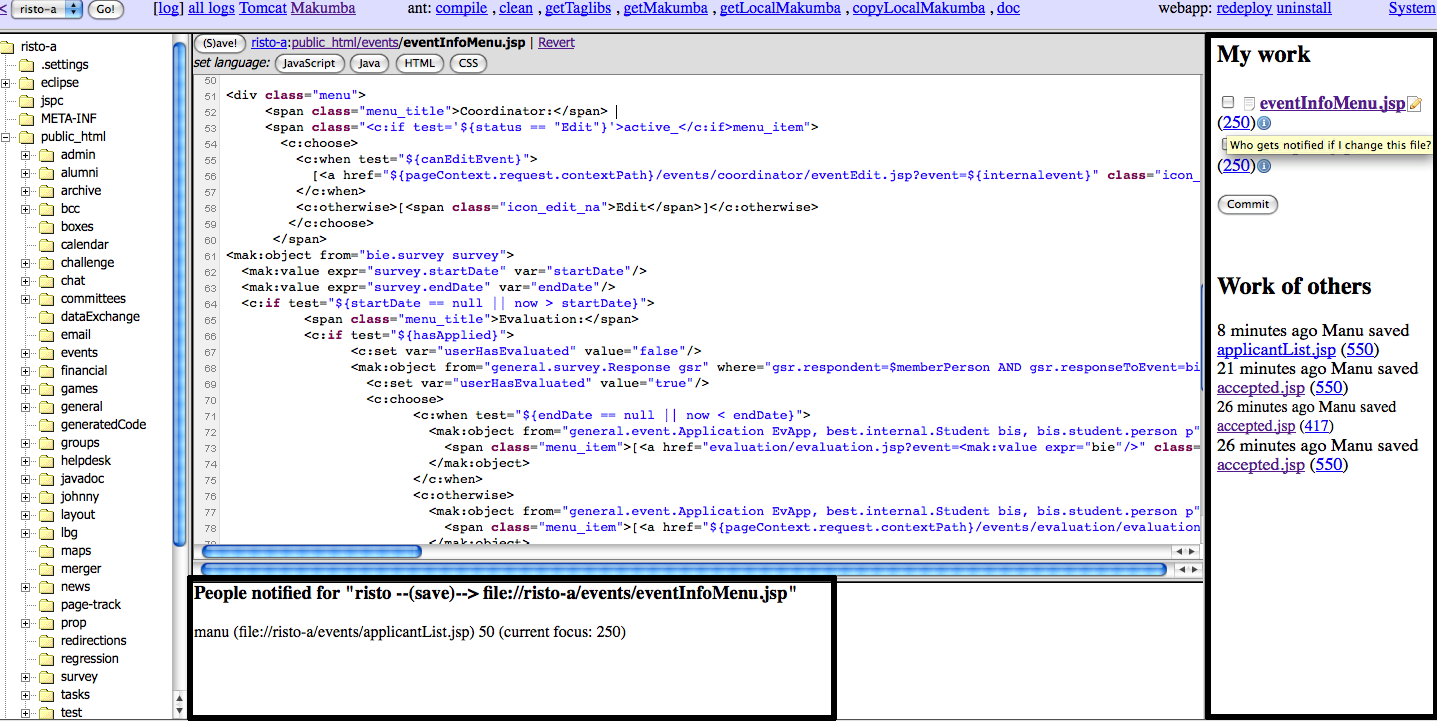 < risto-a Go! [log] all logs Tomcat Makumba ant: compile , clean , getTaglibs , getMakumba , getLocalMakumba , copyLocalMakumba , doc webapp: redeploy uninstall System
risto-a
.settings
eclipse
jspc
META-INF
public_html
admin
alumni
archive
bcc
boxes
calendar
challenge
chat
committees
dataExchange
email
events
financial
games
general
generatedCode
groups
helpdesk
javadoc
johnny
layout
lbg
maps
merger
news
page-track
prop
redirections
regression
survey
tasks
test
(S)ave! risto-a:public_html/events/eventInfoMenu.jsp | Revert
set language: JavaScript Java HTML CSS
50
51 <div class="menu">
52 <span class="menu_title">Coordinator:</span>
53 <span class="<c:if test='${status == "Edit"}'>active_</c:if>menu_item">
54 <c:choose>
55 <c:when test="${canEditEvent}">
56 [<a href="${pageContext.request.contextPath}/events/coordinator/eventEdit.jsp?event=${internalevent}" class="icon_
57 </c:when>
58 <c:otherwise>[<span class="icon_edit_na">Edit</span>]</c:otherwise>
59 </c:choose>
60 </span>
61 <mak:object from="bie.survey survey">
62 <mak:value expr="survey.startDate" var="startDate"/>
63 <mak:value expr="survey.endDate" var="endDate"/>
64 <c:if test="${startDate == null || now > startDate}">
65 <span class="menu_title">Evaluation:</span>
66 <c:if test="${hasApplied}">
67 <c:set var="userHasEvaluated" value="false"/>
68 <mak:object from="general.survey.Response gsr" where="gsr.respondent=$memberPerson AND gsr.responseToEvent=bi
69 <c:set var="userHasEvaluated" value="true"/>
70 <c:choose>
71 <c:when test="${endDate == null || now < endDate}">
72 <mak:object from="general.event.Application EvApp, best.internal.Student bis, bis.student.person p"
73 <span class="menu_item">[<a href="evaluation/evaluation.jsp?event=<mak:value expr="bie"/>" class=
74 </mak:object>
75 </c:when>
76 <c:otherwise>
77 <mak:object from="general.event.Application EvApp, best.internal.Student bis, bis.student.person p"
78 <span class="menu_item">[<a href="${pageContext.request.contextPath}/events/evaluation/evaluation
79 </mak:object>
People notified for "risto --(save)--> file://risto-a/events/eventInfoMenu.jsp"
manu (file://risto-a/events/applicantList.jsp) 50 (current focus: 250)
My work
eventInfoMenu.jsp
(250)
Who gets notified if I change this file?
(250)
Commit
Work of others
8 minutes ago Manu saved
applicantList.jsp (550)
21 minutes ago Manu saved
accepted.jsp (550)
26 minutes ago Manu saved
accepted.jsp (417)
26 minutes ago Manu saved
accepted.jsp (550)